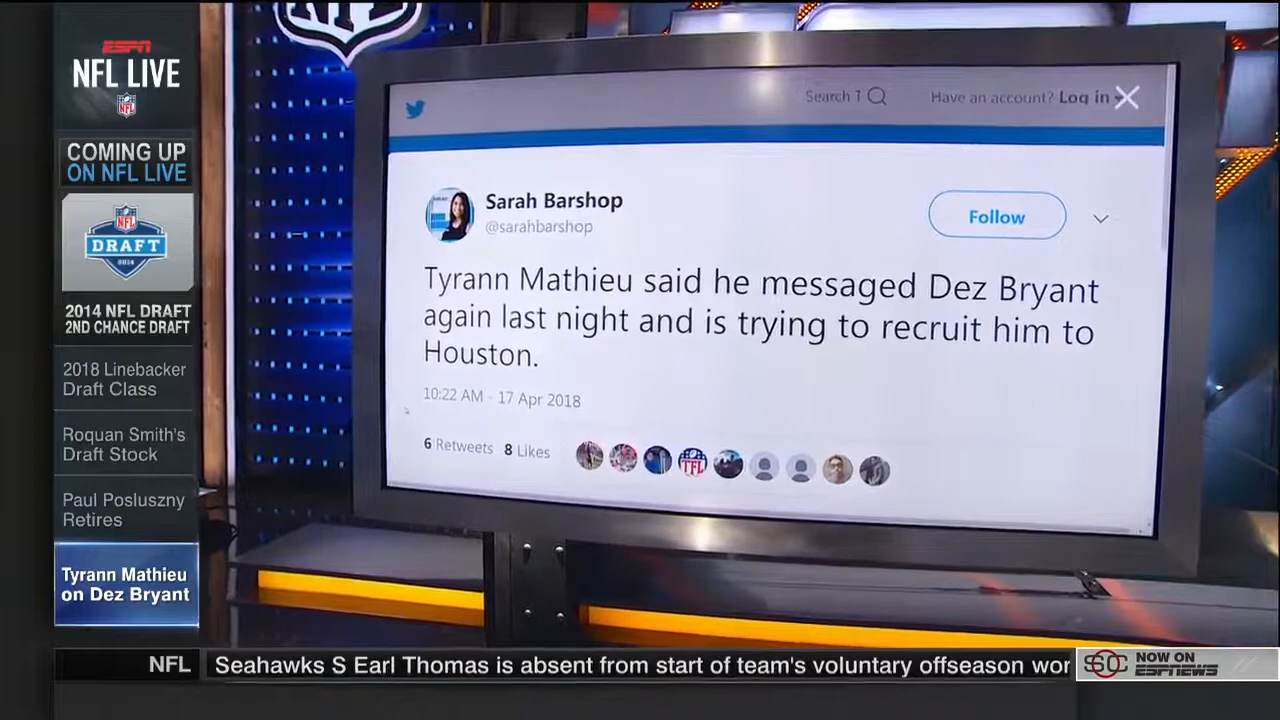 ESPN
NFL LIVE
NFL
COMING UP
ON NFL LIVE
NFL
DRAFT
2014
2014 NFL DRAFT
2ND CHANCE DRAFT
2018 Linebacker
Draft Class
Roquan Smith's
Draft Stock
Paul Posluszny
Retires
Tyrann Mathieu
on Dez Bryant
NFL
Search T
Have an account? Log in
Sarah Barshop
@sarahbarshop
Follow
Tyrann Mathieu said he messaged Dez Bryant
again last night and is trying to recruit him to
Houston.
10:22 AM - 17 Apr 2018
6 Retweets 8 Likes
TFL
NFL
Seahawks S Earl Thomas is absent from start of team's voluntary offseason wor
SC
NOW ON
ESPNEWS